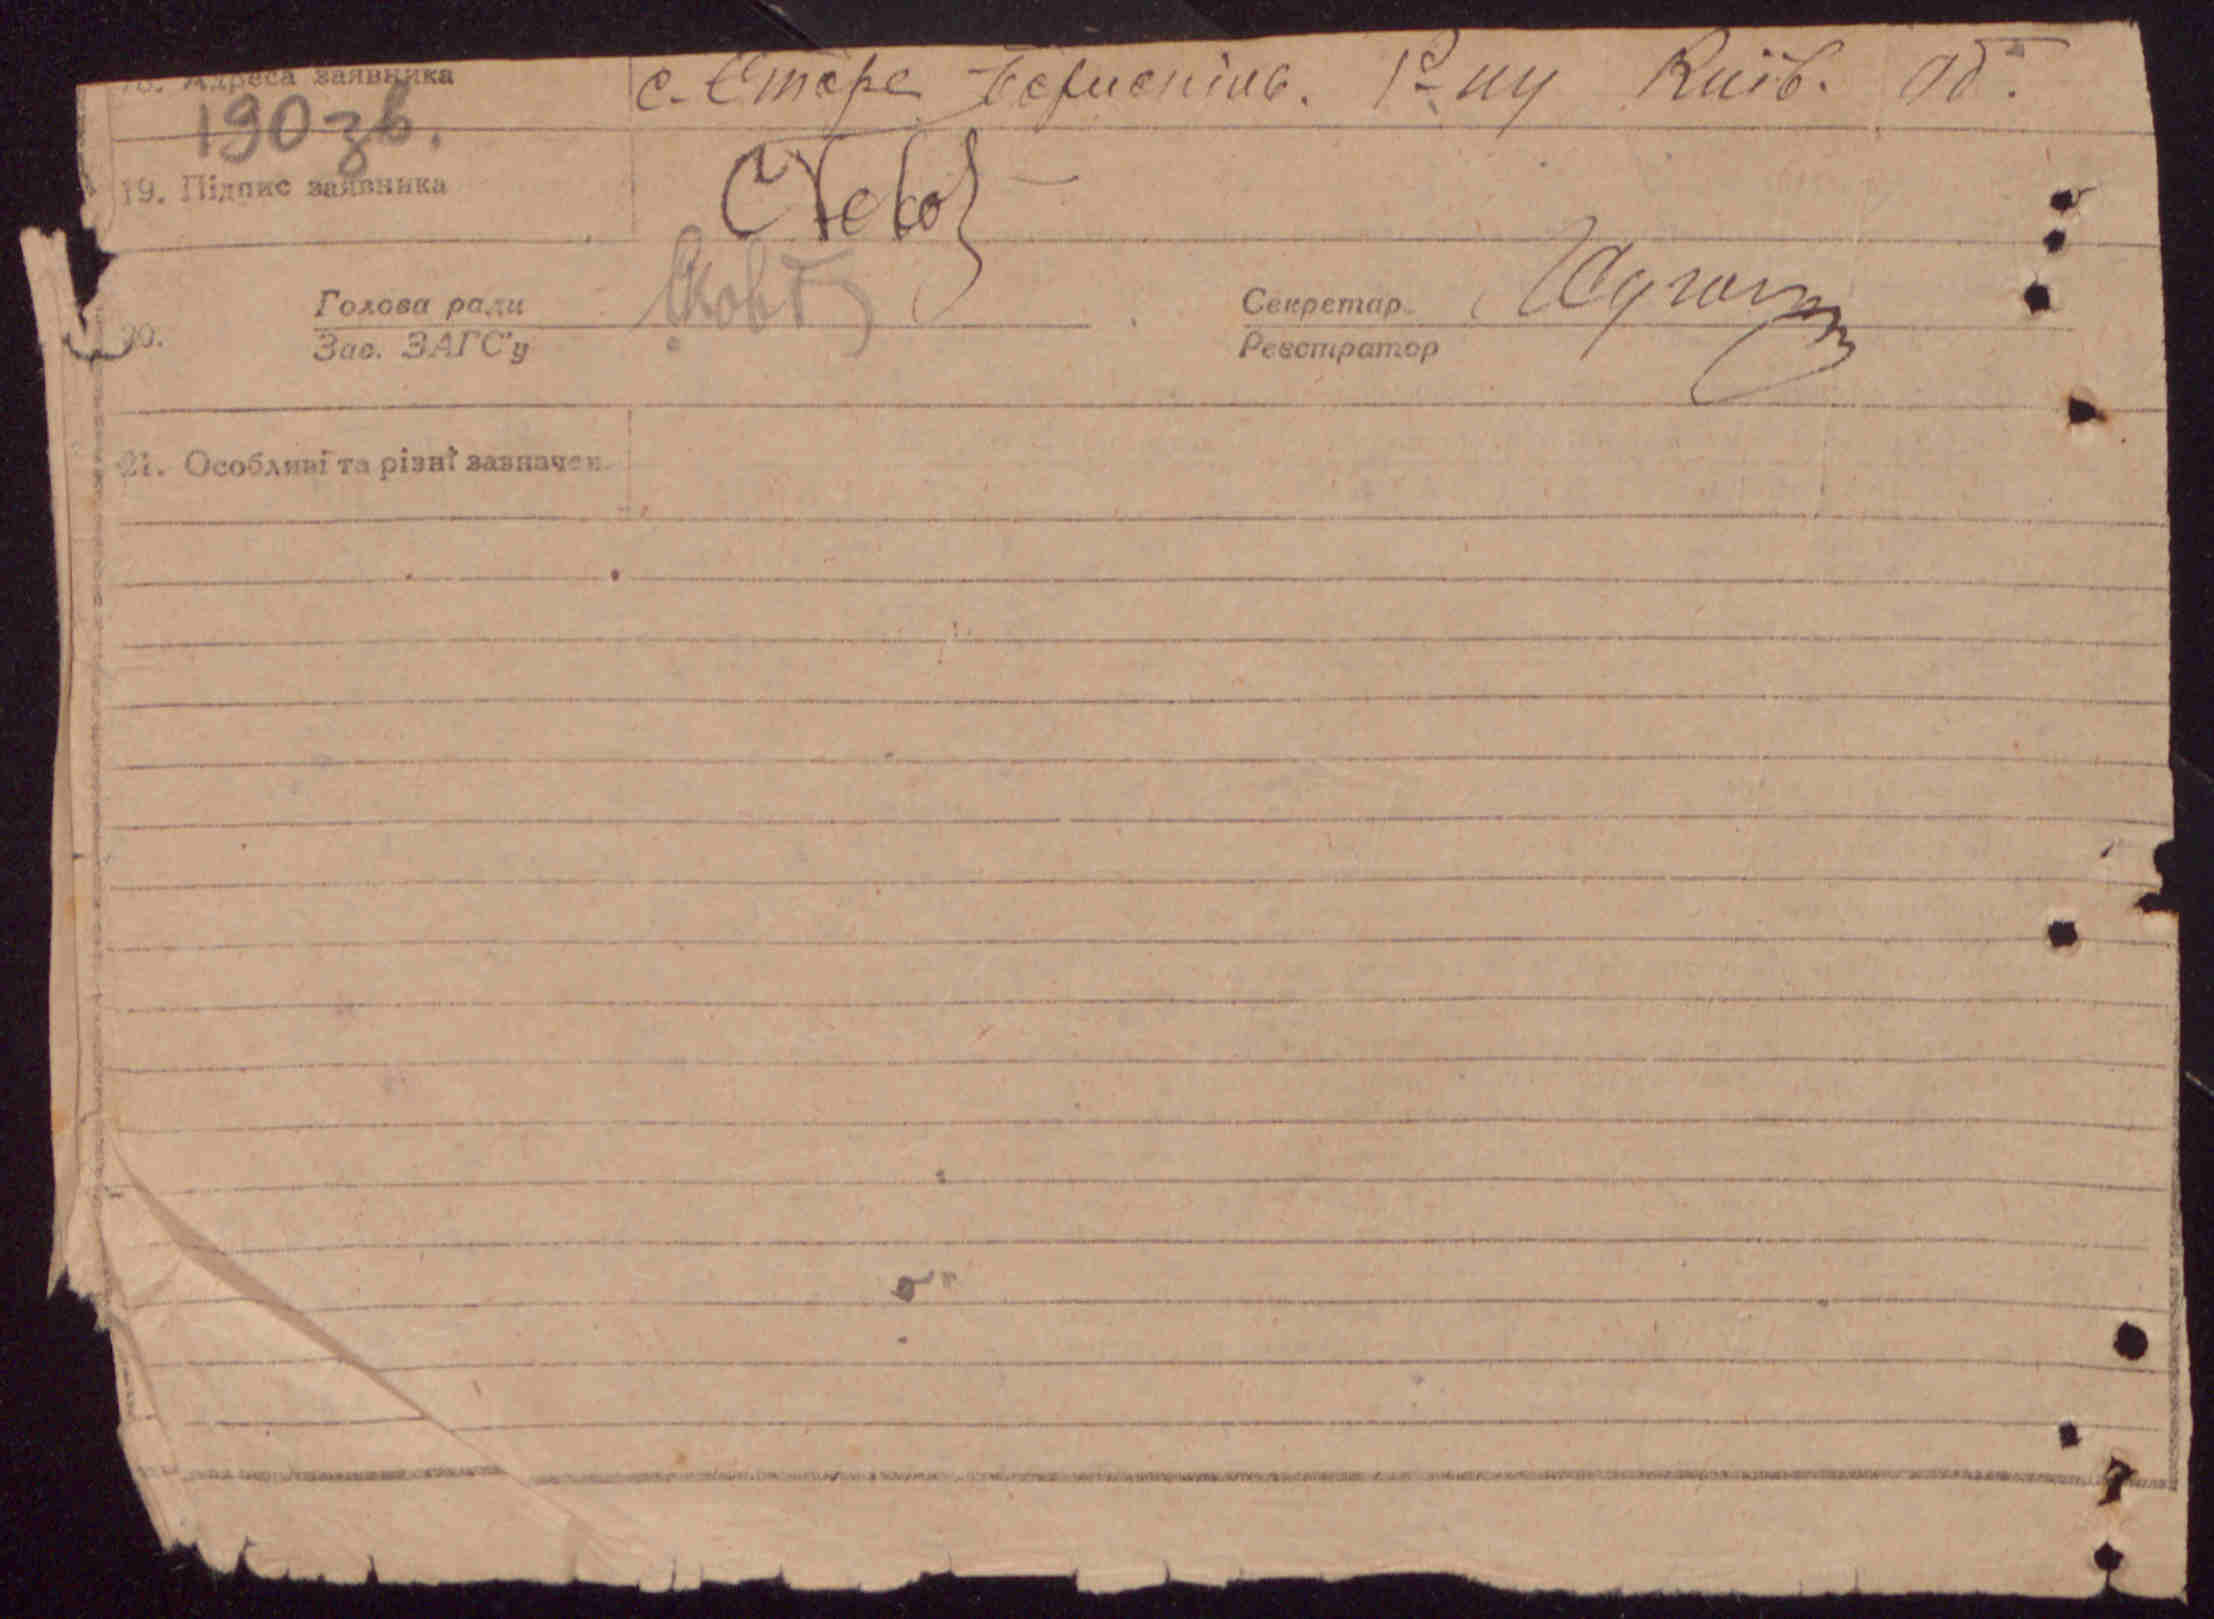 18. Адреса заявника с. Старе Бориспіль. Р-ну Київ. Об.
190 зв.
19. Підпис заявника
20. Голова ради Секретар
Зав. ЗАГС'у Реєстратор
21. Особливі та різні зазначен.